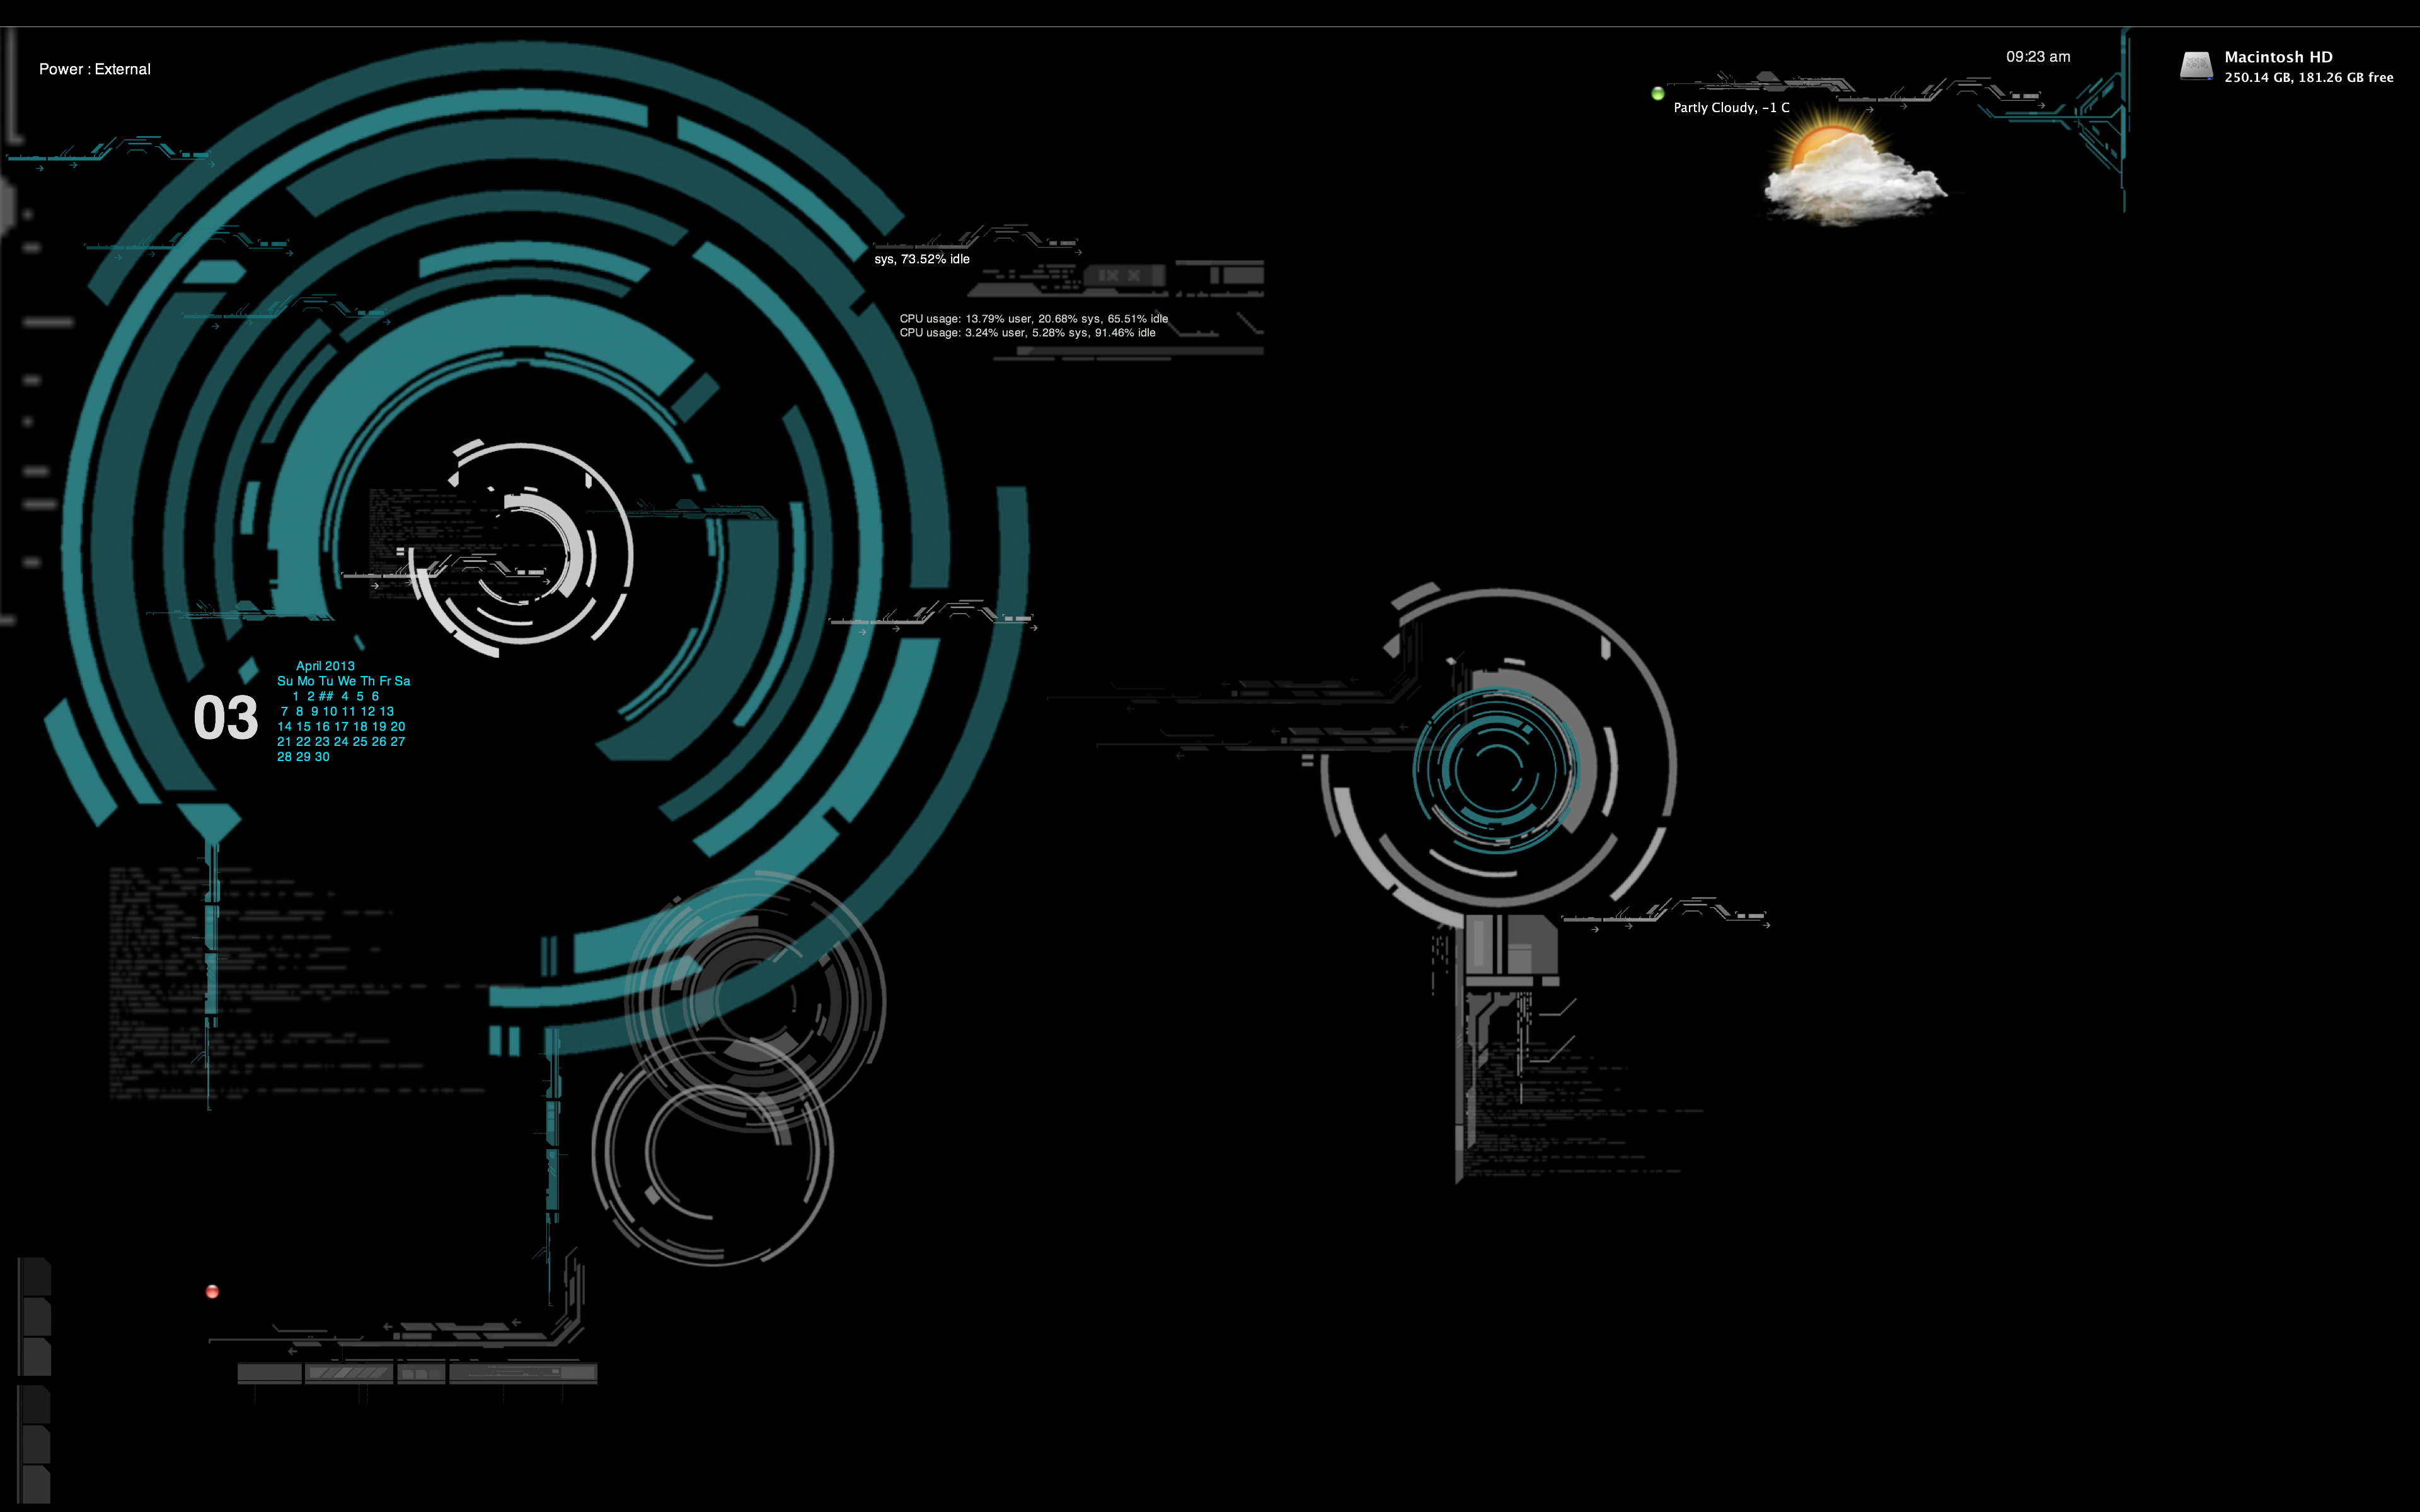 Power : External
09:23 am
Macintosh HD
250.14 GB, 181.26 GB free
Partly Cloudy, -1 C
sys, 73.52% idle
CPU usage: 13.79% user, 20.68% sys, 65.51% idle
CPU usage: 3.24% user, 5.28% sys, 91.46% idle
03
April 2013
Su Mo Tu We Th Fr Sa
1 2 ## 4 5 6
7 8 9 10 11 12 13
14 15 16 17 18 19 20
21 22 23 24 25 26 27
28 29 30